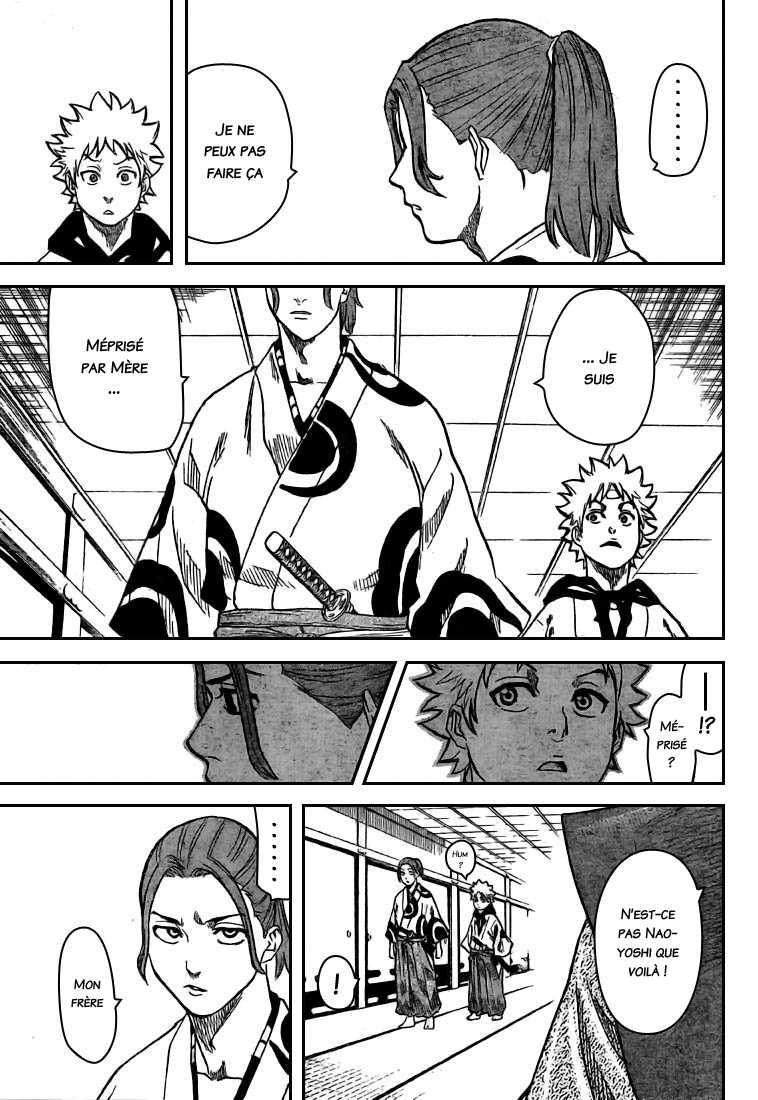 ......
JE NE
PEUX PAS
FAIRE ÇA
... JE
SUIS
MÉPRISÉ
PAR MÈRE
...
!?
MÉ-
PRISÉ
?
N'EST-CE
PAS NAO-
YOSHI QUE
VOILÀ !
HUM
?
!
......
MON
FRÈRE